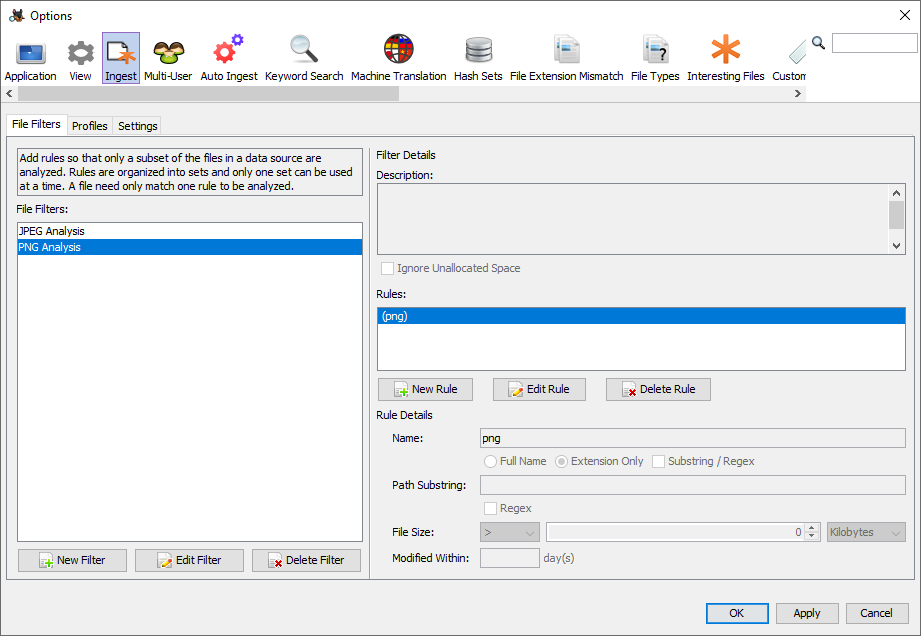 Options
Application View Ingest Multi-User Auto Ingest Keyword Search Machine Translation Hash Sets File Extension Mismatch File Types Interesting Files Custom
File Filters Profiles Settings
Add rules so that only a subset of the files in a data source are
analyzed. Rules are organized into sets and only one set can be used
at a time. A file need only match one rule to be analyzed.
File Filters:
JPEG Analysis
PNG Analysis
New Filter Edit Filter Delete Filter
Filter Details
Description:
Ignore Unallocated Space
Rules:
(png)
New Rule Edit Rule Delete Rule
Rule Details
Name: png
Full Name Extension Only Substring / Regex
Path Substring:
Regex
File Size: > 0 Kilobytes
Modified Within: day(s)
OK Apply Cancel